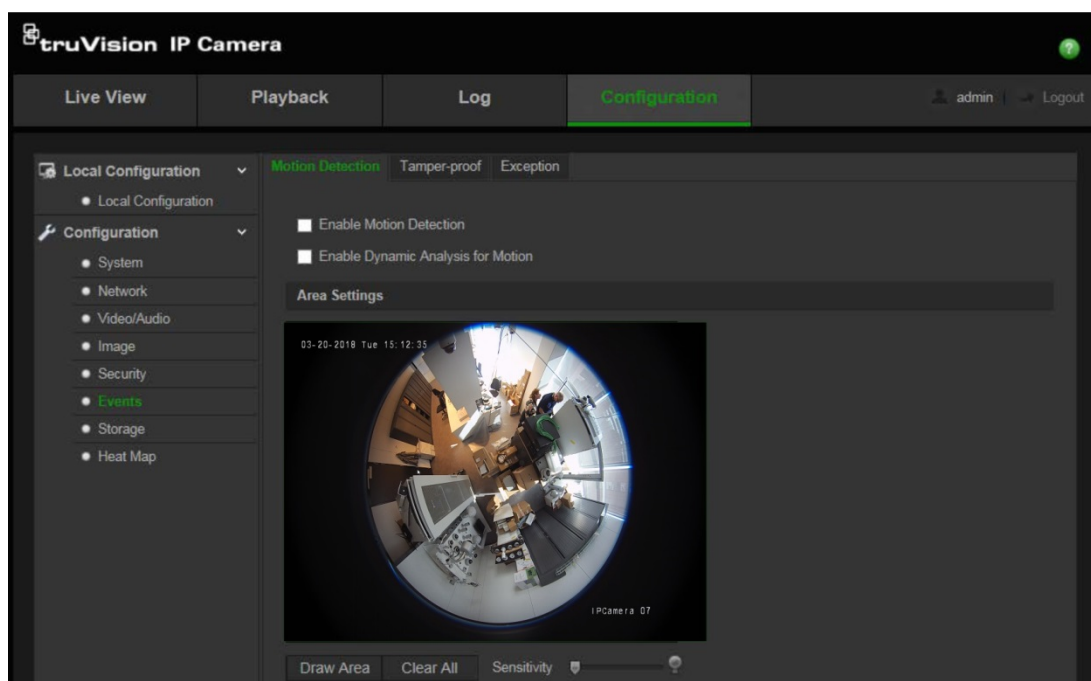 truVision IP Camera
?
Live View
Playback
Log
Configuration
admin
Logout
Local Configuration
Local Configuration
Configuration
System
Network
Video/Audio
Image
Security
Events
Storage
Heat Map
Motion Detection
Tamper-proof
Exception
Enable Motion Detection
Enable Dynamic Analysis for Motion
Area Settings
03-20-2018 Tue 15:12:35
IPCamera 07
Draw Area
Clear All
Sensitivity